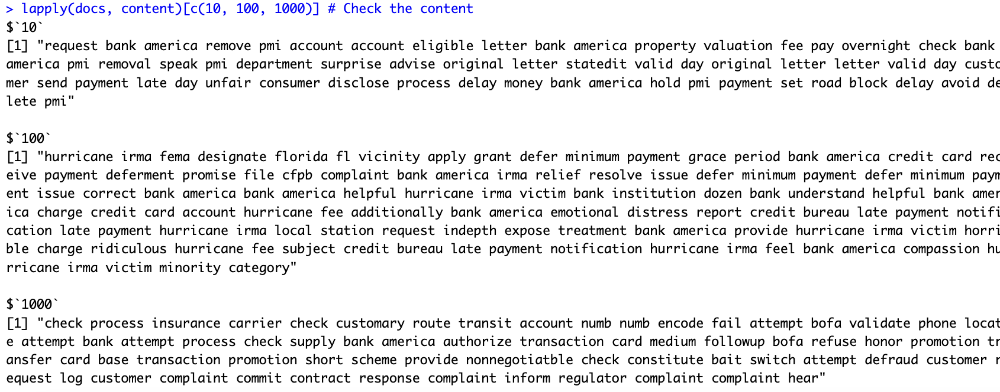 > lapply(docs, content)[c(10, 100, 1000)] # Check the content
$`10`
[1] "request bank america remove pmi account account eligible letter bank america property valuation fee pay overnight check bank
america pmi removal speak pmi department surprise advise original letter statedit valid day original letter letter valid day custo
mer send payment late day unfair consumer disclose process delay money bank america hold pmi payment set road block delay avoid de
lete pmi"

$`100`
[1] "hurricane irma fema designate florida fl vicinity apply grant defer minimum payment grace period bank america credit card rec
eive payment deferment promise file cfpb complaint bank america irma relief resolve issue defer minimum payment defer minimum paym
ent issue correct bank america bank america helpful hurricane irma victim bank institution dozen bank understand helpful bank amer
ica charge credit card account hurricane fee additionally bank america emotional distress report credit bureau late payment notifi
cation late payment hurricane irma local station request indepth expose treatment bank america provide hurricane irma victim horri
ble charge ridiculous hurricane fee subject credit bureau late payment notification hurricane irma feel bank america compassion hu
rricane irma victim minority category"

$`1000`
[1] "check process insurance carrier check customary route transit account numb numb encode fail attempt bofa validate phone locat
e attempt bank attempt process check supply bank america authorize transaction card medium followup bofa refuse honor promotion tr
ansfer card base transaction promotion short scheme provide nonnegotiatble check constitute bait switch attempt defraud customer r
equest log customer complaint commit contract response complaint inform regulator complaint complaint hear"